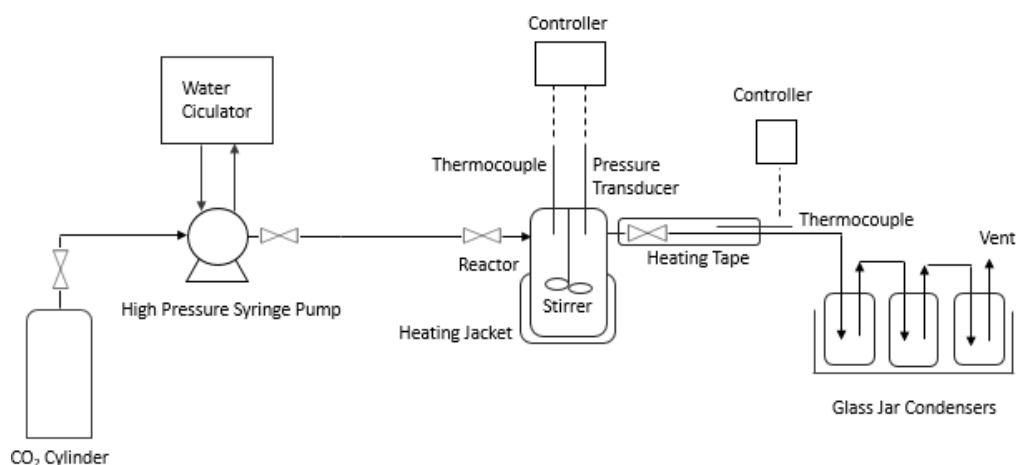 Controller
Water
Ciculator
Controller
Thermocouple
Pressure
Transducer
Thermocouple
Vent
Reactor
Heating Tape
High Pressure Syringe Pump
Stirrer
Heating Jacket
Glass Jar Condensers
CO₂ Cylinder